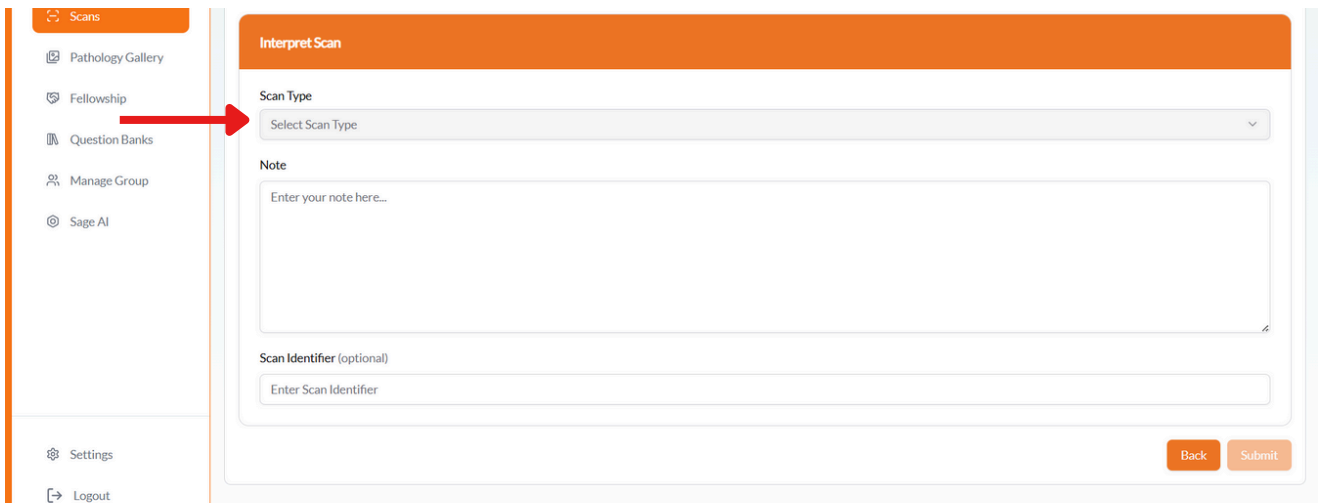 Scans
Pathology Gallery
Fellowship
Question Banks
Manage Group
Sage AI
Settings
Logout
Interpret Scan
Scan Type
Select Scan Type
Note
Enter your note here...
Scan Identifier (optional)
Enter Scan Identifier
Back
Submit